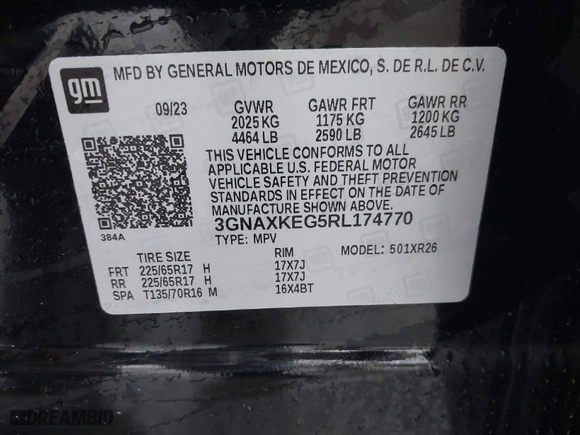 gm
MFD BY GENERAL MOTORS DE MEXICO, S. DE R.L. DE C.V.
09/23 GVWR GAWR FRT GAWR RR
2025 KG 1175 KG 1200 KG
4464 LB 2590 LB 2645 LB
THIS VEHICLE CONFORMS TO ALL
APPLICABLE U.S. FEDERAL MOTOR
VEHICLE SAFETY AND THEFT PREVENTION
STANDARDS IN EFFECT ON THE DATE
OF MANUFACTURE SHOWN ABOVE.
384A 3GNAXKEG5RL174770
TYPE: MPV MODEL: 501XR26
TIRE SIZE RIM
FRT 225/65R17 H 17X7J
RR 225/65R17 H 17X7J
SPA T135/70R16 M 16X4BT
DREAMBID